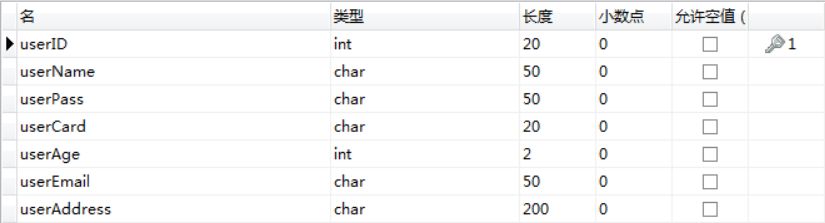 名 类型 长度 小数点 允许空值 (
userID int 20 0 1
userName char 50 0
userPass char 50 0
userCard char 20 0
userAge int 2 0
userEmail char 50 0
userAddress char 200 0